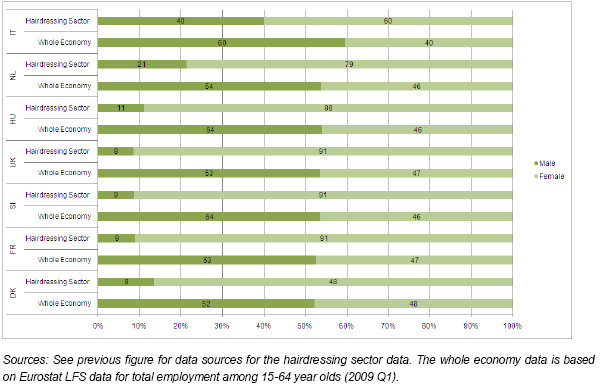 IT
Hairdressing Sector 40 60
Whole Economy 60 40
NL
Hairdressing Sector 21 79
Whole Economy 54 46
HU
Hairdressing Sector 11 88
Whole Economy 54 46
UK
Hairdressing Sector 8 91
Whole Economy 53 47
SI
Hairdressing Sector 9 91
Whole Economy 54 46
FR
Hairdressing Sector 9 91
Whole Economy 53 47
DK
Hairdressing Sector 8 48
Whole Economy 52 48
Male
Female
0% 10% 20% 30% 40% 50% 60% 70% 80% 90% 100%
Sources: See previous figure for data sources for the hairdressing sector data. The whole economy data is based
on Eurostat LFS data for total employment among 15-64 year olds (2009 Q1).